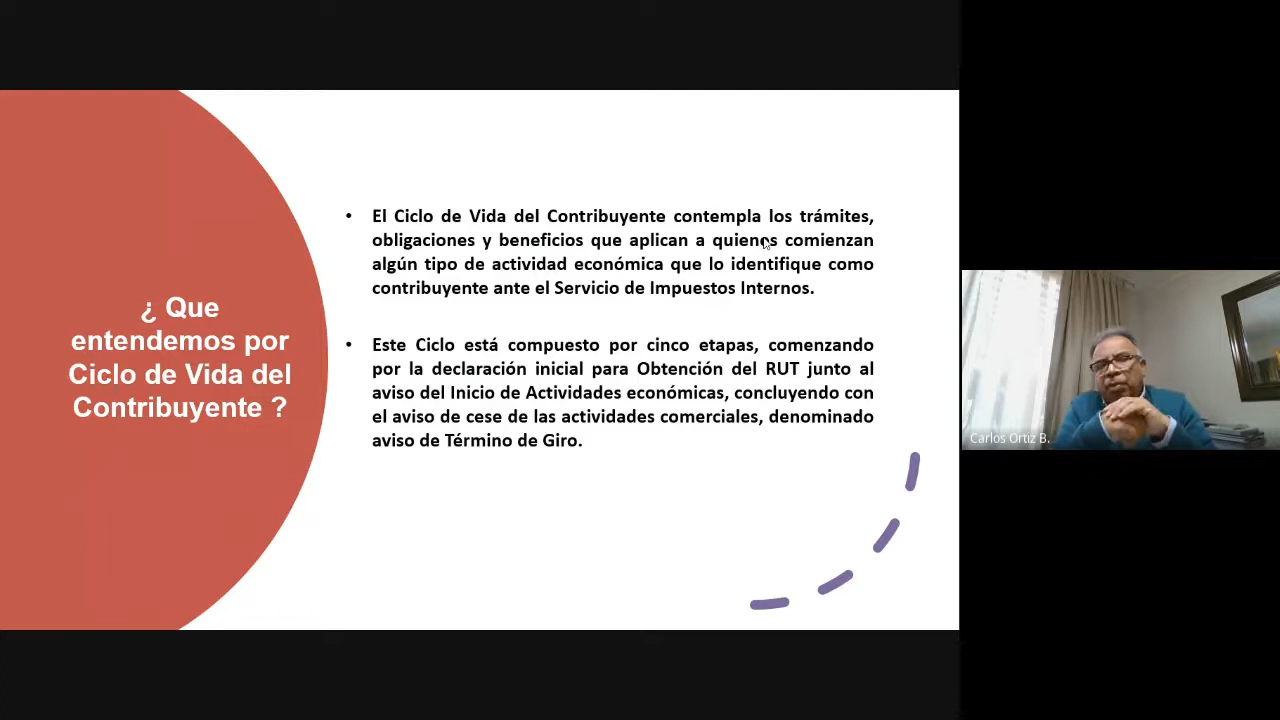 ¿ Que
entendemos por
Ciclo de Vida del
Contribuyente ?
• El Ciclo de Vida del Contribuyente contempla los trámites,
obligaciones y beneficios que aplican a quienes comienzan
algún tipo de actividad económica que lo identifique como
contribuyente ante el Servicio de Impuestos Internos.
• Este Ciclo está compuesto por cinco etapas, comenzando
por la declaración inicial para Obtención del RUT junto al
aviso del Inicio de Actividades económicas, concluyendo con
el aviso de cese de las actividades comerciales, denominado
aviso de Término de Giro.
Carlos Ortiz B.